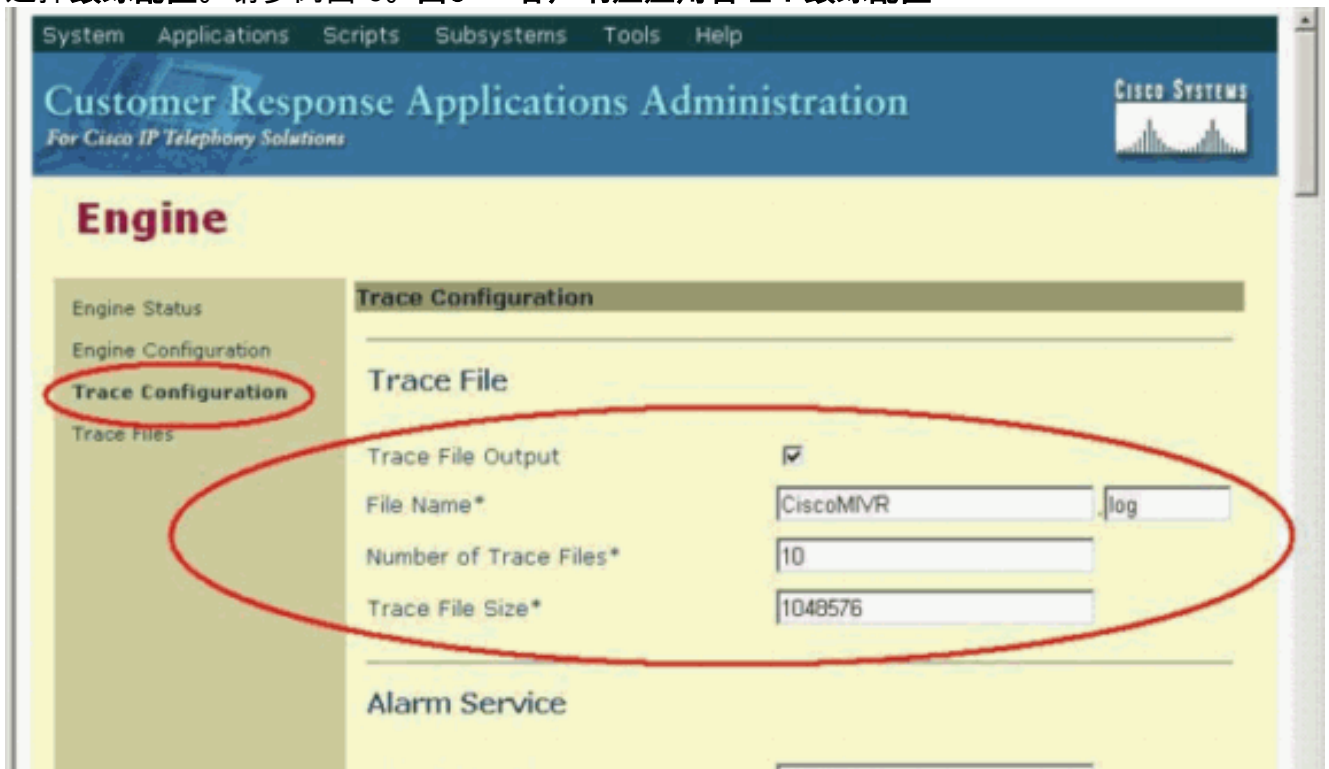 System Applications Scripts Subsystems Tools Help
Customer Response Applications Administration
For Cisco IP Telephony Solutions
CISCO SYSTEMS
Engine
Engine Status
Engine Configuration
Trace Configuration
Trace Files
Trace Configuration
Trace File
Trace File Output
File Name* CiscoMIVR .log
Number of Trace Files* 10
Trace File Size* 1048576
Alarm Service